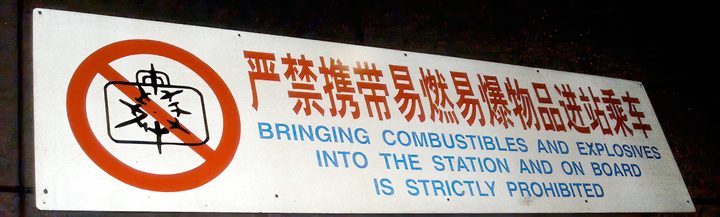 严禁携带易燃易爆物品进站乘车
BRINGING COMBUSTIBLES AND EXPLOSIVES
INTO THE STATION AND ON BOARD
IS STRICTLY PROHIBITED